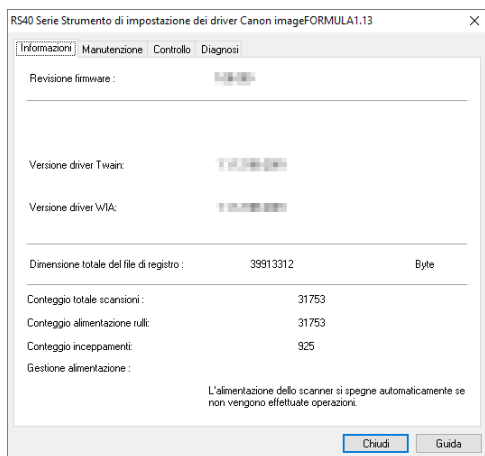 RS40 Serie Strumento di impostazione dei driver Canon imageFORMULA1.13
Informazioni Manutenzione Controllo Diagnosi
Revisione firmware :
Versione driver Twain:
Versione driver WIA:
Dimensione totale del file di registro : 39913312 Byte
Conteggio totale scansioni : 31753
Conteggio alimentazione rulli: 31753
Conteggio inceppamenti: 925
Gestione alimentazione :
L'alimentazione dello scanner si spegne automaticamente se
non vengono effettuate operazioni.
Chiudi Guida